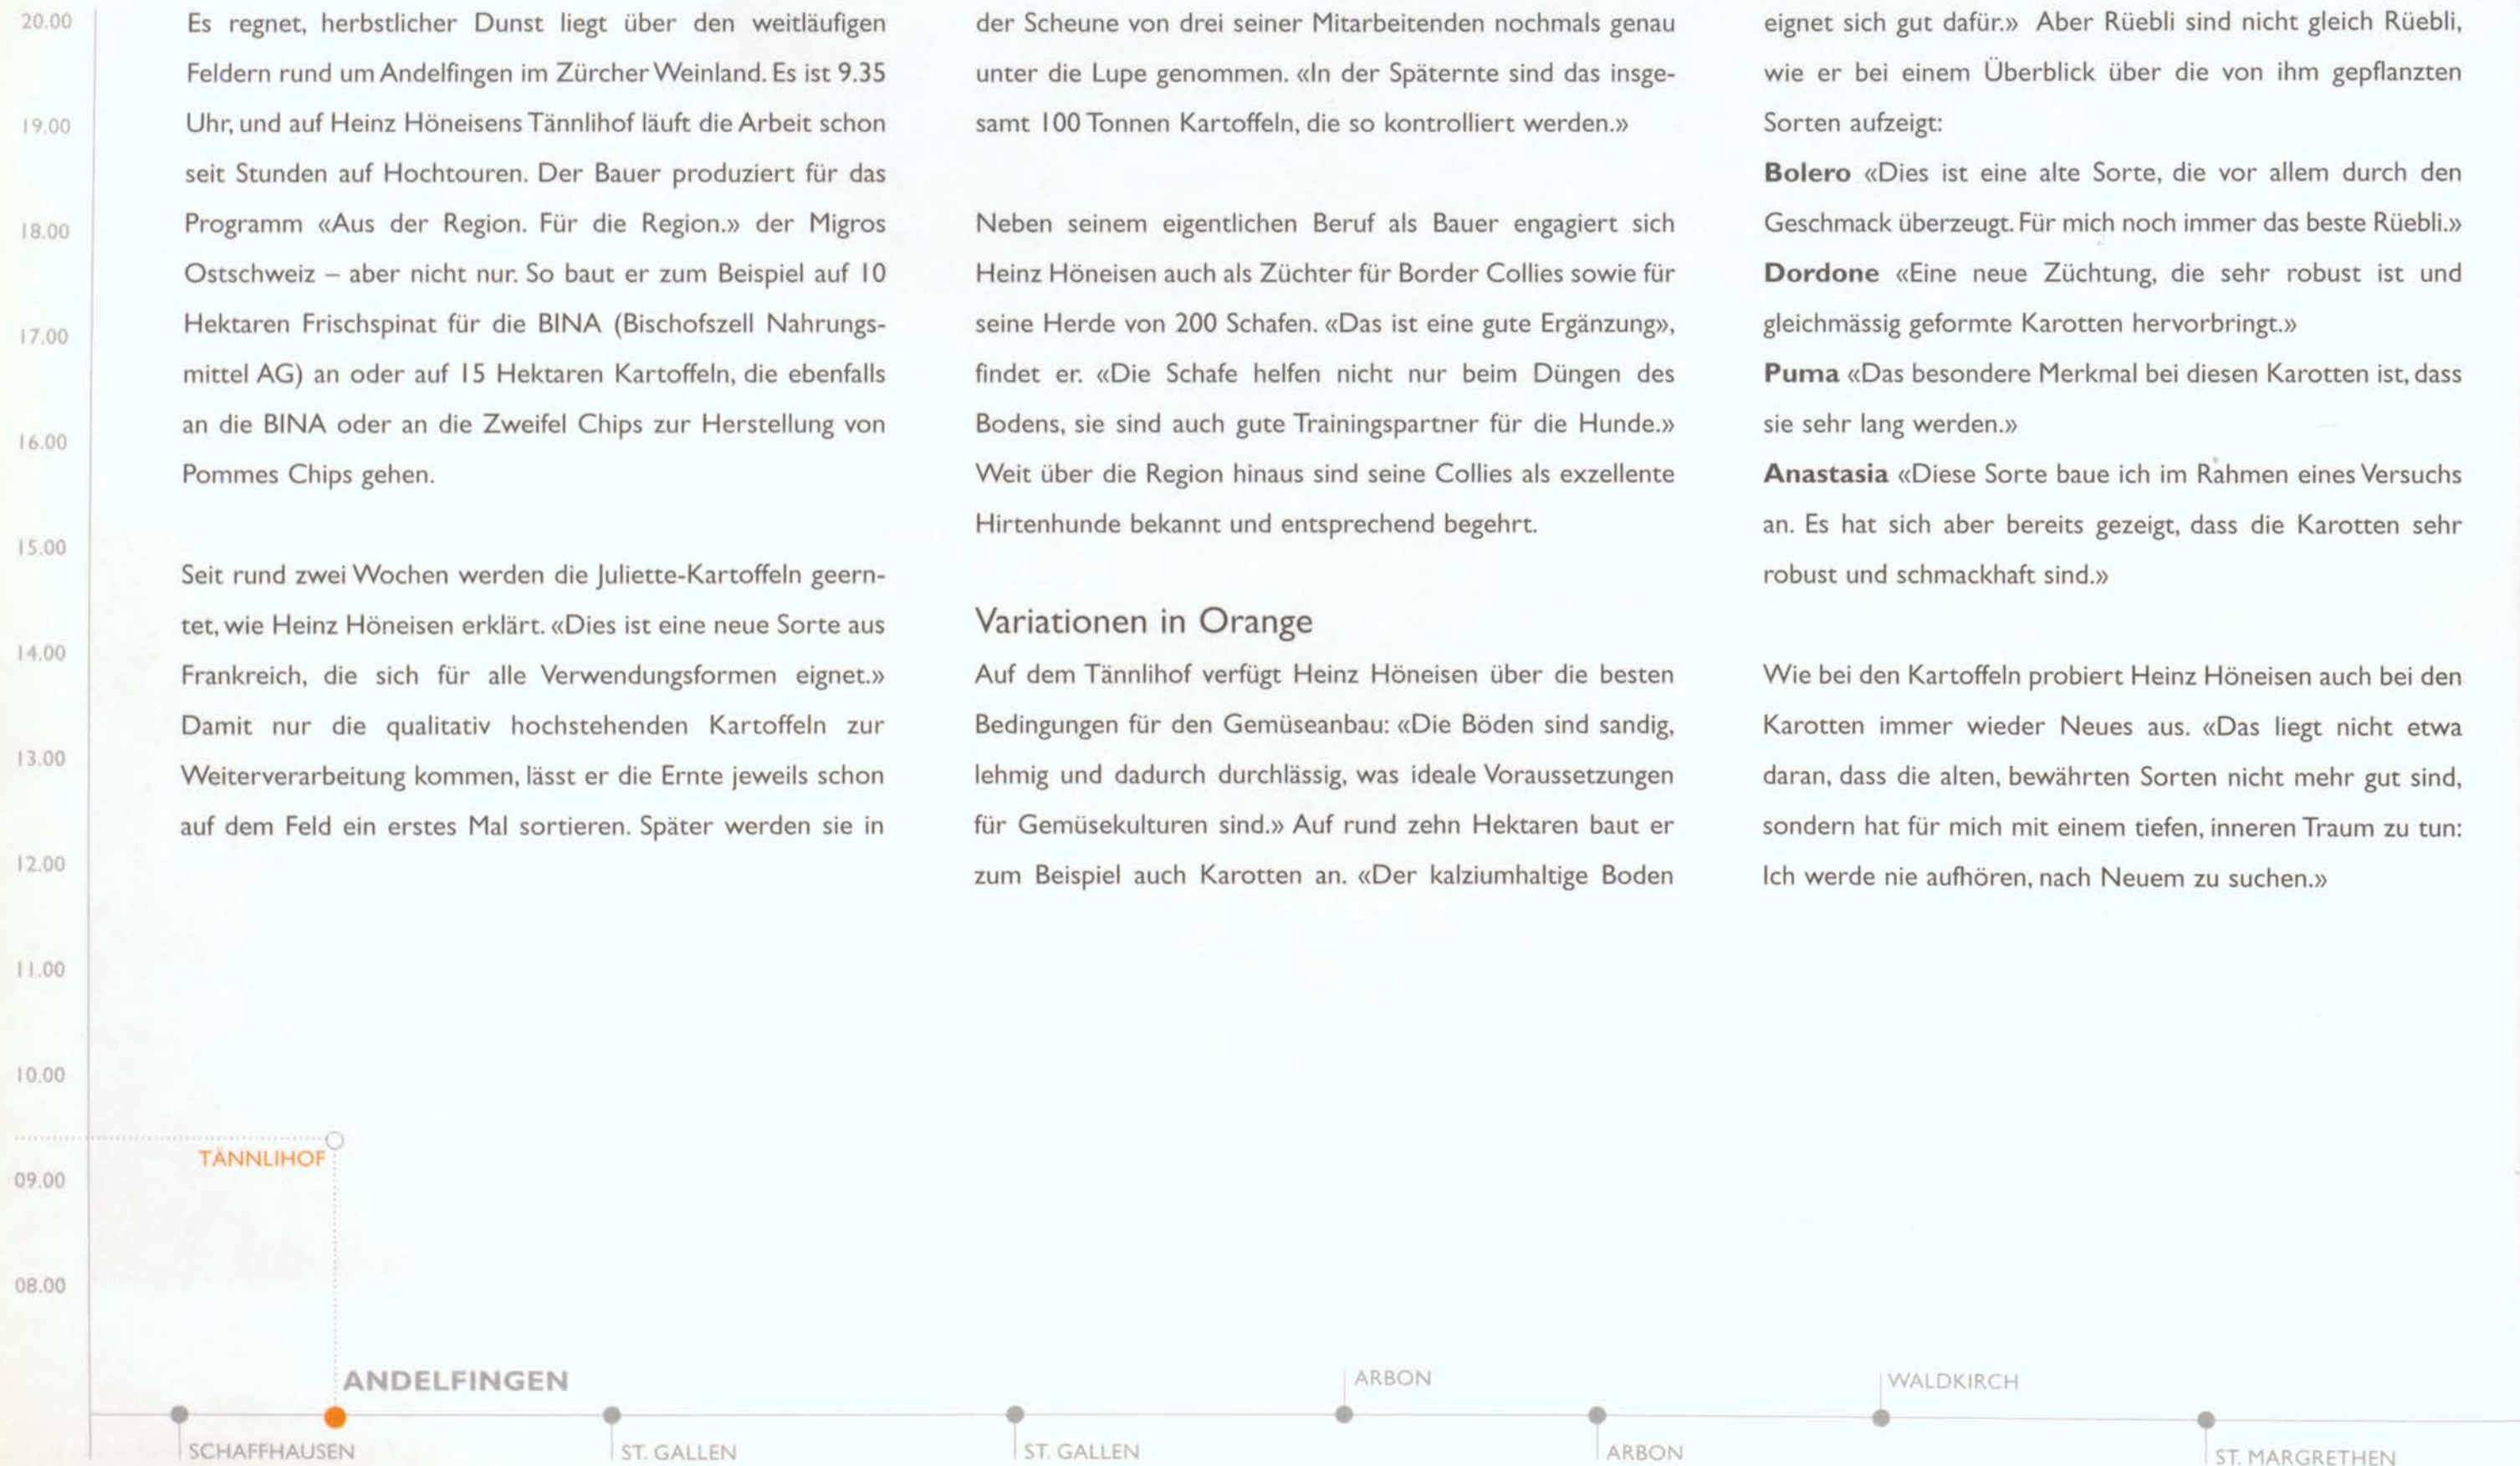 Es regnet, herbstlicher Dunst liegt über den weitläufigen
Feldern rund um Andelfingen im Zürcher Weinland. Es ist 9.35
Uhr, und auf Heinz Höneisens Tännlihof läuft die Arbeit schon
seit Stunden auf Hochtouren. Der Bauer produziert für das
Programm «Aus der Region. Für die Region.» der Migros
Ostschweiz – aber nicht nur. So baut er zum Beispiel auf 10
Hektaren Frischspinat für die BINA (Bischofszell Nahrungs-
mittel AG) an oder auf 15 Hektaren Kartoffeln, die ebenfalls
an die BINA oder an die Zweifel Chips zur Herstellung von
Pommes Chips gehen.
Seit rund zwei Wochen werden die Juliette-Kartoffeln geern-
tet, wie Heinz Höneisen erklärt. «Dies ist eine neue Sorte aus
Frankreich, die sich für alle Verwendungsformen eignet.»
Damit nur die qualitativ hochstehenden Kartoffeln zur
Weiterverarbeitung kommen, lässt er die Ernte jeweils schon
auf dem Feld ein erstes Mal sortieren. Später werden sie in
der Scheune von drei seiner Mitarbeitenden nochmals genau
unter die Lupe genommen. «In der Späternte sind das insge-
samt 100 Tonnen Kartoffeln, die so kontrolliert werden.»
Neben seinem eigentlichen Beruf als Bauer engagiert sich
Heinz Höneisen auch als Züchter für Border Collies sowie für
seine Herde von 200 Schafen. «Das ist eine gute Ergänzung»,
findet er. «Die Schafe helfen nicht nur beim Düngen des
Bodens, sie sind auch gute Trainingspartner für die Hunde.»
Weit über die Region hinaus sind seine Collies als exzellente
Hirtenhunde bekannt und entsprechend begehrt.
Variationen in Orange
Auf dem Tännlihof verfügt Heinz Höneisen über die besten
Bedingungen für den Gemüseanbau: «Die Böden sind sandig,
lehmig und dadurch durchlässig, was ideale Voraussetzungen
für Gemüsekulturen sind.» Auf rund zehn Hektaren baut er
zum Beispiel auch Karotten an. «Der kalziumhaltige Boden
eignet sich gut dafür.» Aber Rüebli sind nicht gleich Rüebli,
wie er bei einem Überblick über die von ihm gepflanzten
Sorten aufzeigt:
Bolero «Dies ist eine alte Sorte, die vor allem durch den
Geschmack überzeugt. Für mich noch immer das beste Rüebli.»
Dordone «Eine neue Züchtung, die sehr robust ist und
gleichmässig geformte Karotten hervorbringt.»
Puma «Das besondere Merkmal bei diesen Karotten ist, dass
sie sehr lang werden.»
Anastasia «Diese Sorte baue ich im Rahmen eines Versuchs
an. Es hat sich aber bereits gezeigt, dass die Karotten sehr
robust und schmackhaft sind.»
Wie bei den Kartoffeln probiert Heinz Höneisen auch bei den
Karotten immer wieder Neues aus. «Das liegt nicht etwa
daran, dass die alten, bewährten Sorten nicht mehr gut sind,
sondern hat für mich mit einem tiefen, inneren Traum zu tun:
Ich werde nie aufhören, nach Neuem zu suchen.»
20.00
19.00
18.00
17.00
16.00
15.00
14.00
13.00
12.00
11.00
10.00
09.00
08.00
TÄNNLIHOF
ANDELFINGEN
ARBON
WALDKIRCH
SCHAFFHAUSEN
ST. GALLEN
ST. GALLEN
ARBON
ST. MARGRETHEN